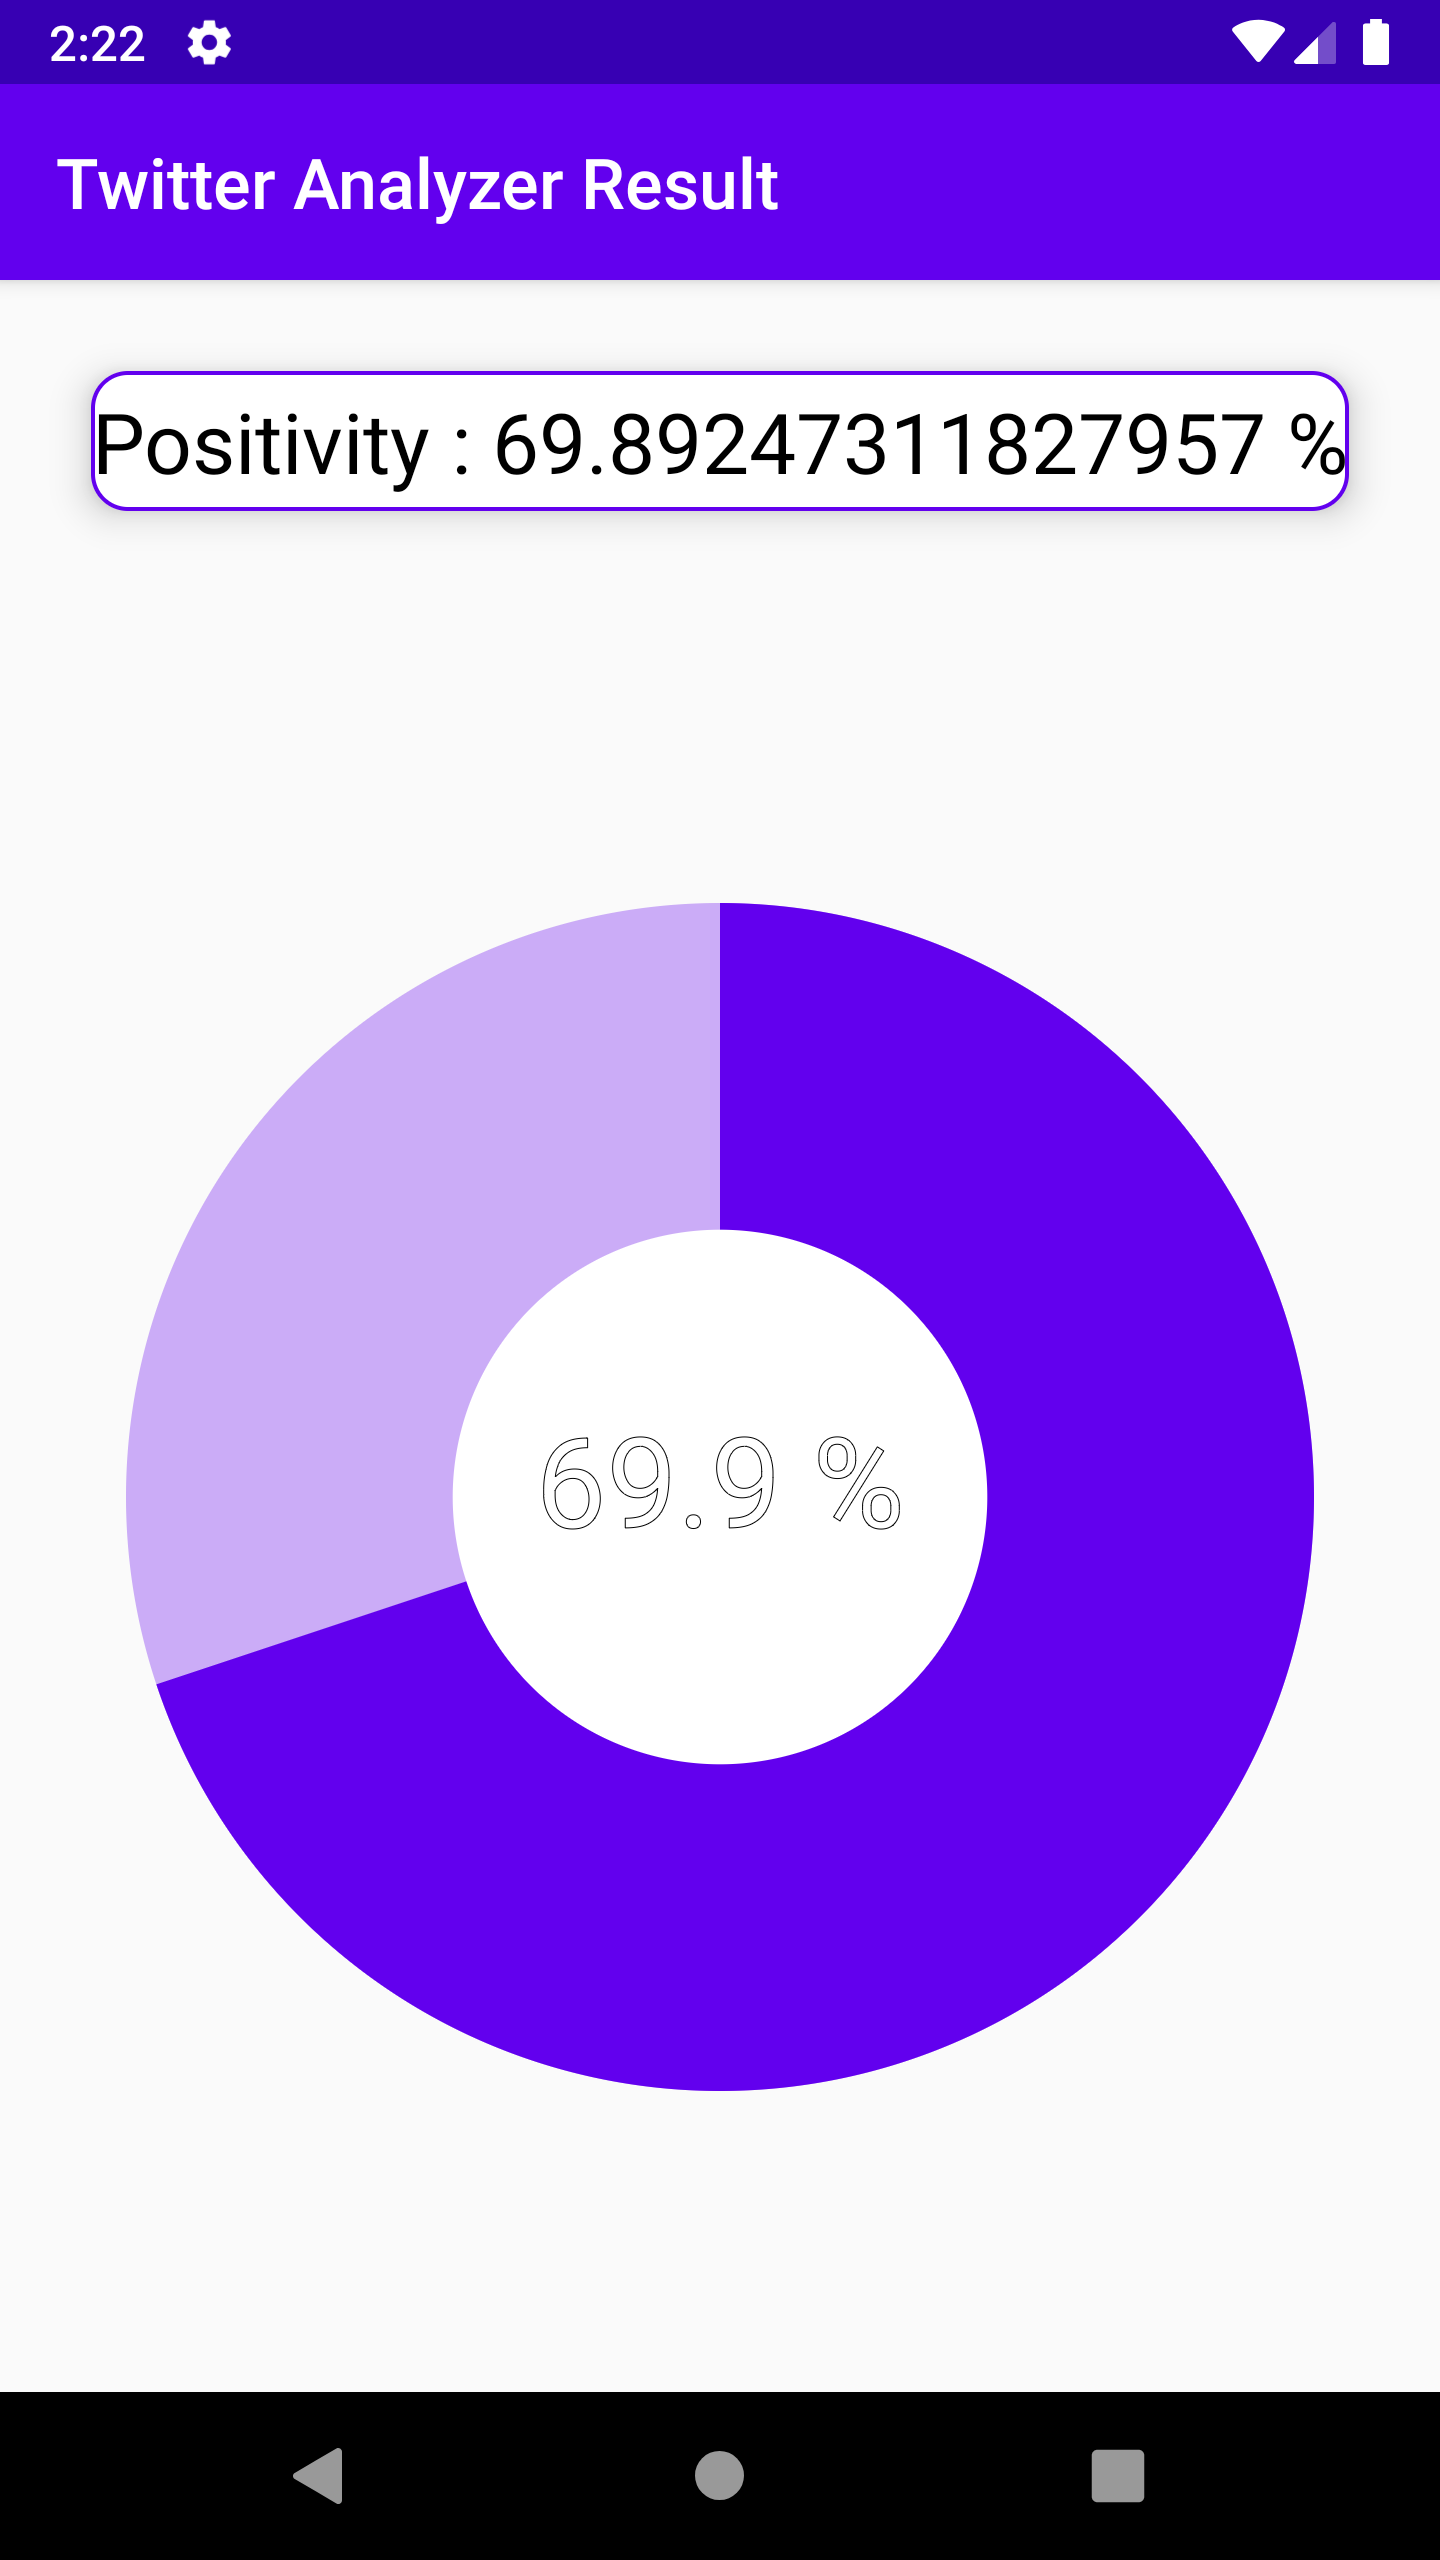 2:22
Twitter Analyzer Result
Positivity : 69.89247311827957 %
69.9 %